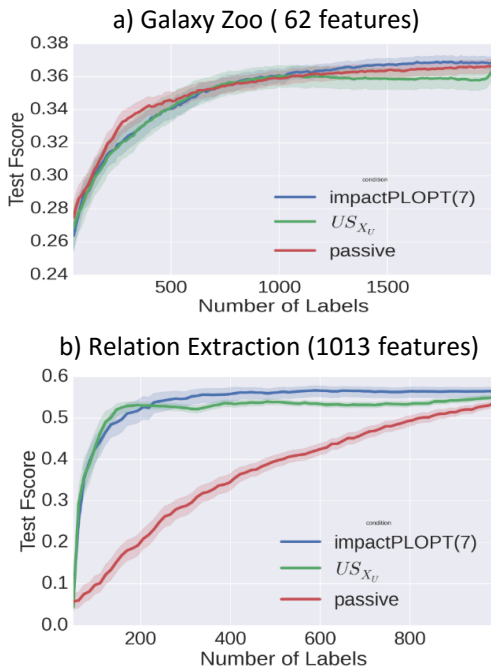 a) Galaxy Zoo ( 62 features)
0.38
0.36
0.34
0.32
0.30
0.28
0.26
0.24
Test Fscore
condition
impactPLOPT(7)
US_{X_U}
passive
500
1000
1500
Number of Labels
b) Relation Extraction (1013 features)
0.6
0.5
0.4
0.3
0.2
0.1
0.0
Test Fscore
condition
impactPLOPT(7)
US_{X_U}
passive
200
400
600
800
Number of Labels